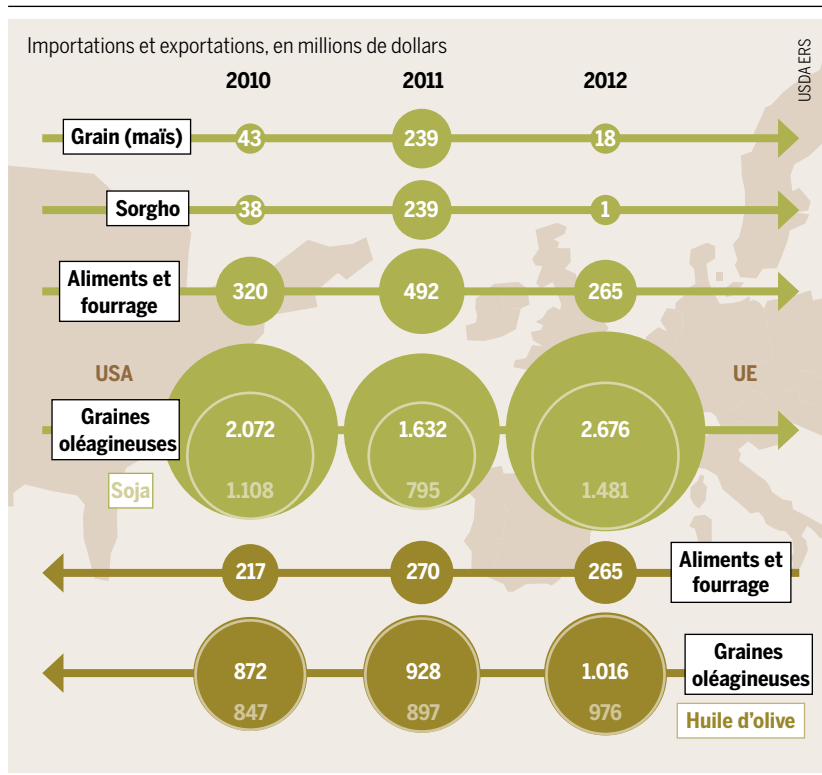 Importations et exportations, en millions de dollars
USDA ERS
2010 2011 2012
Grain (maïs) 43 239 18
Sorgho 38 239 1
Aliments et
fourrage
320 492 265
USA UE
Graines
oléagineuses
2.072 1.632 2.676
Soja 1.108 795 1.481
217 270 265
Aliments et
fourrage
872 928 1.016
Graines
oléagineuses
847 897 976 Huile d'olive